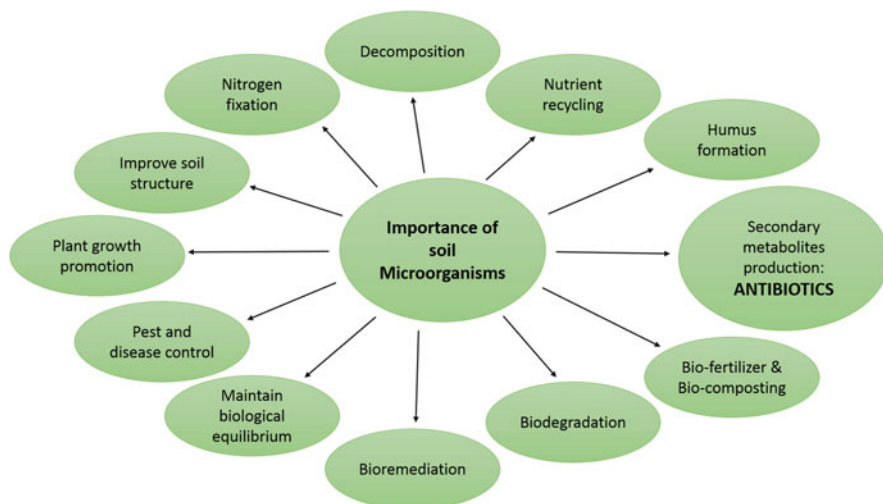 Decomposition
Nitrogen
fixation
Nutrient
recycling
Humus
formation
Improve soil
structure
Importance of
soil
Microorganisms
Secondary
metabolites
production:
ANTIBIOTICS
Plant growth
promotion
Pest and
disease control
Bio-fertilizer &
Bio-composting
Maintain
biological
equilibrium
Biodegradation
Bioremediation